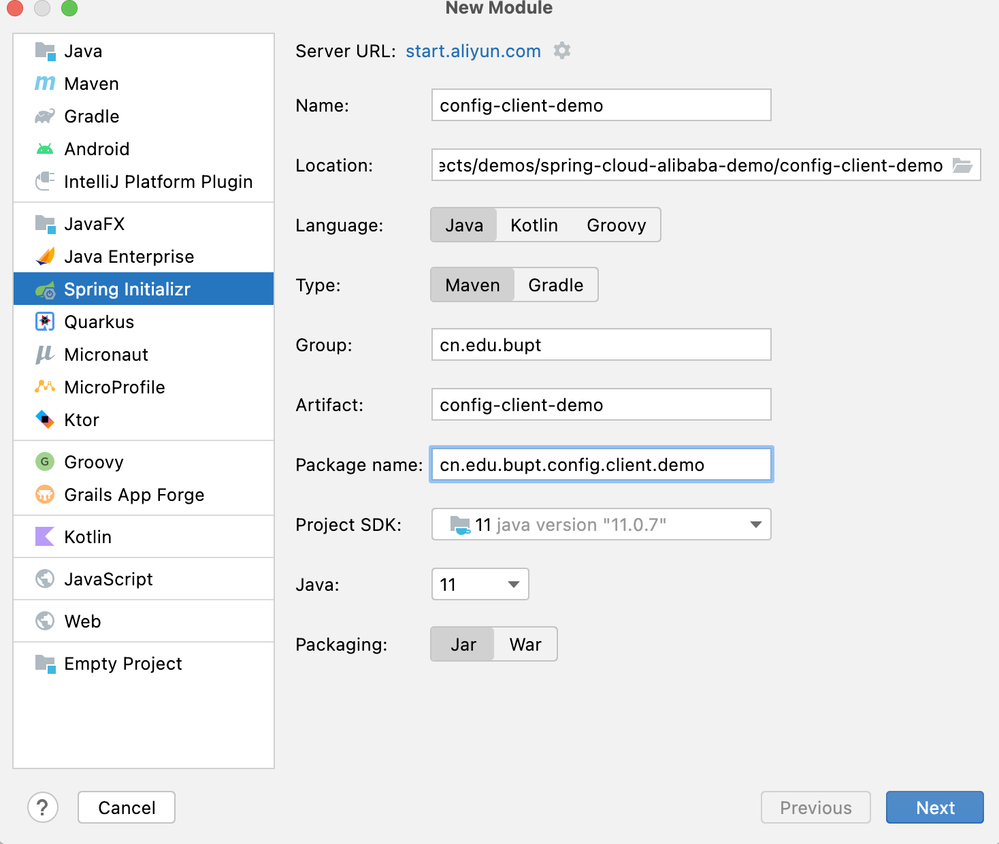 New Module
Java
Maven
Gradle
Android
IntelliJ Platform Plugin
JavaFX
Java Enterprise
Spring Initializr
Quarkus
Micronaut
MicroProfile
Ktor
G Groovy
Grails App Forge
Kotlin
JavaScript
Web
Empty Project
Server URL: start.aliyun.com
Name: config-client-demo
Location: ects/demos/spring-cloud-alibaba-demo/config-client-demo
Language: Java Kotlin Groovy
Type: Maven Gradle
Group: cn.edu.bupt
Artifact: config-client-demo
Package name: cn.edu.bupt.config.client.demo
Project SDK: 11 java version "11.0.7"
Java: 11
Packaging: Jar War
? Cancel Previous Next